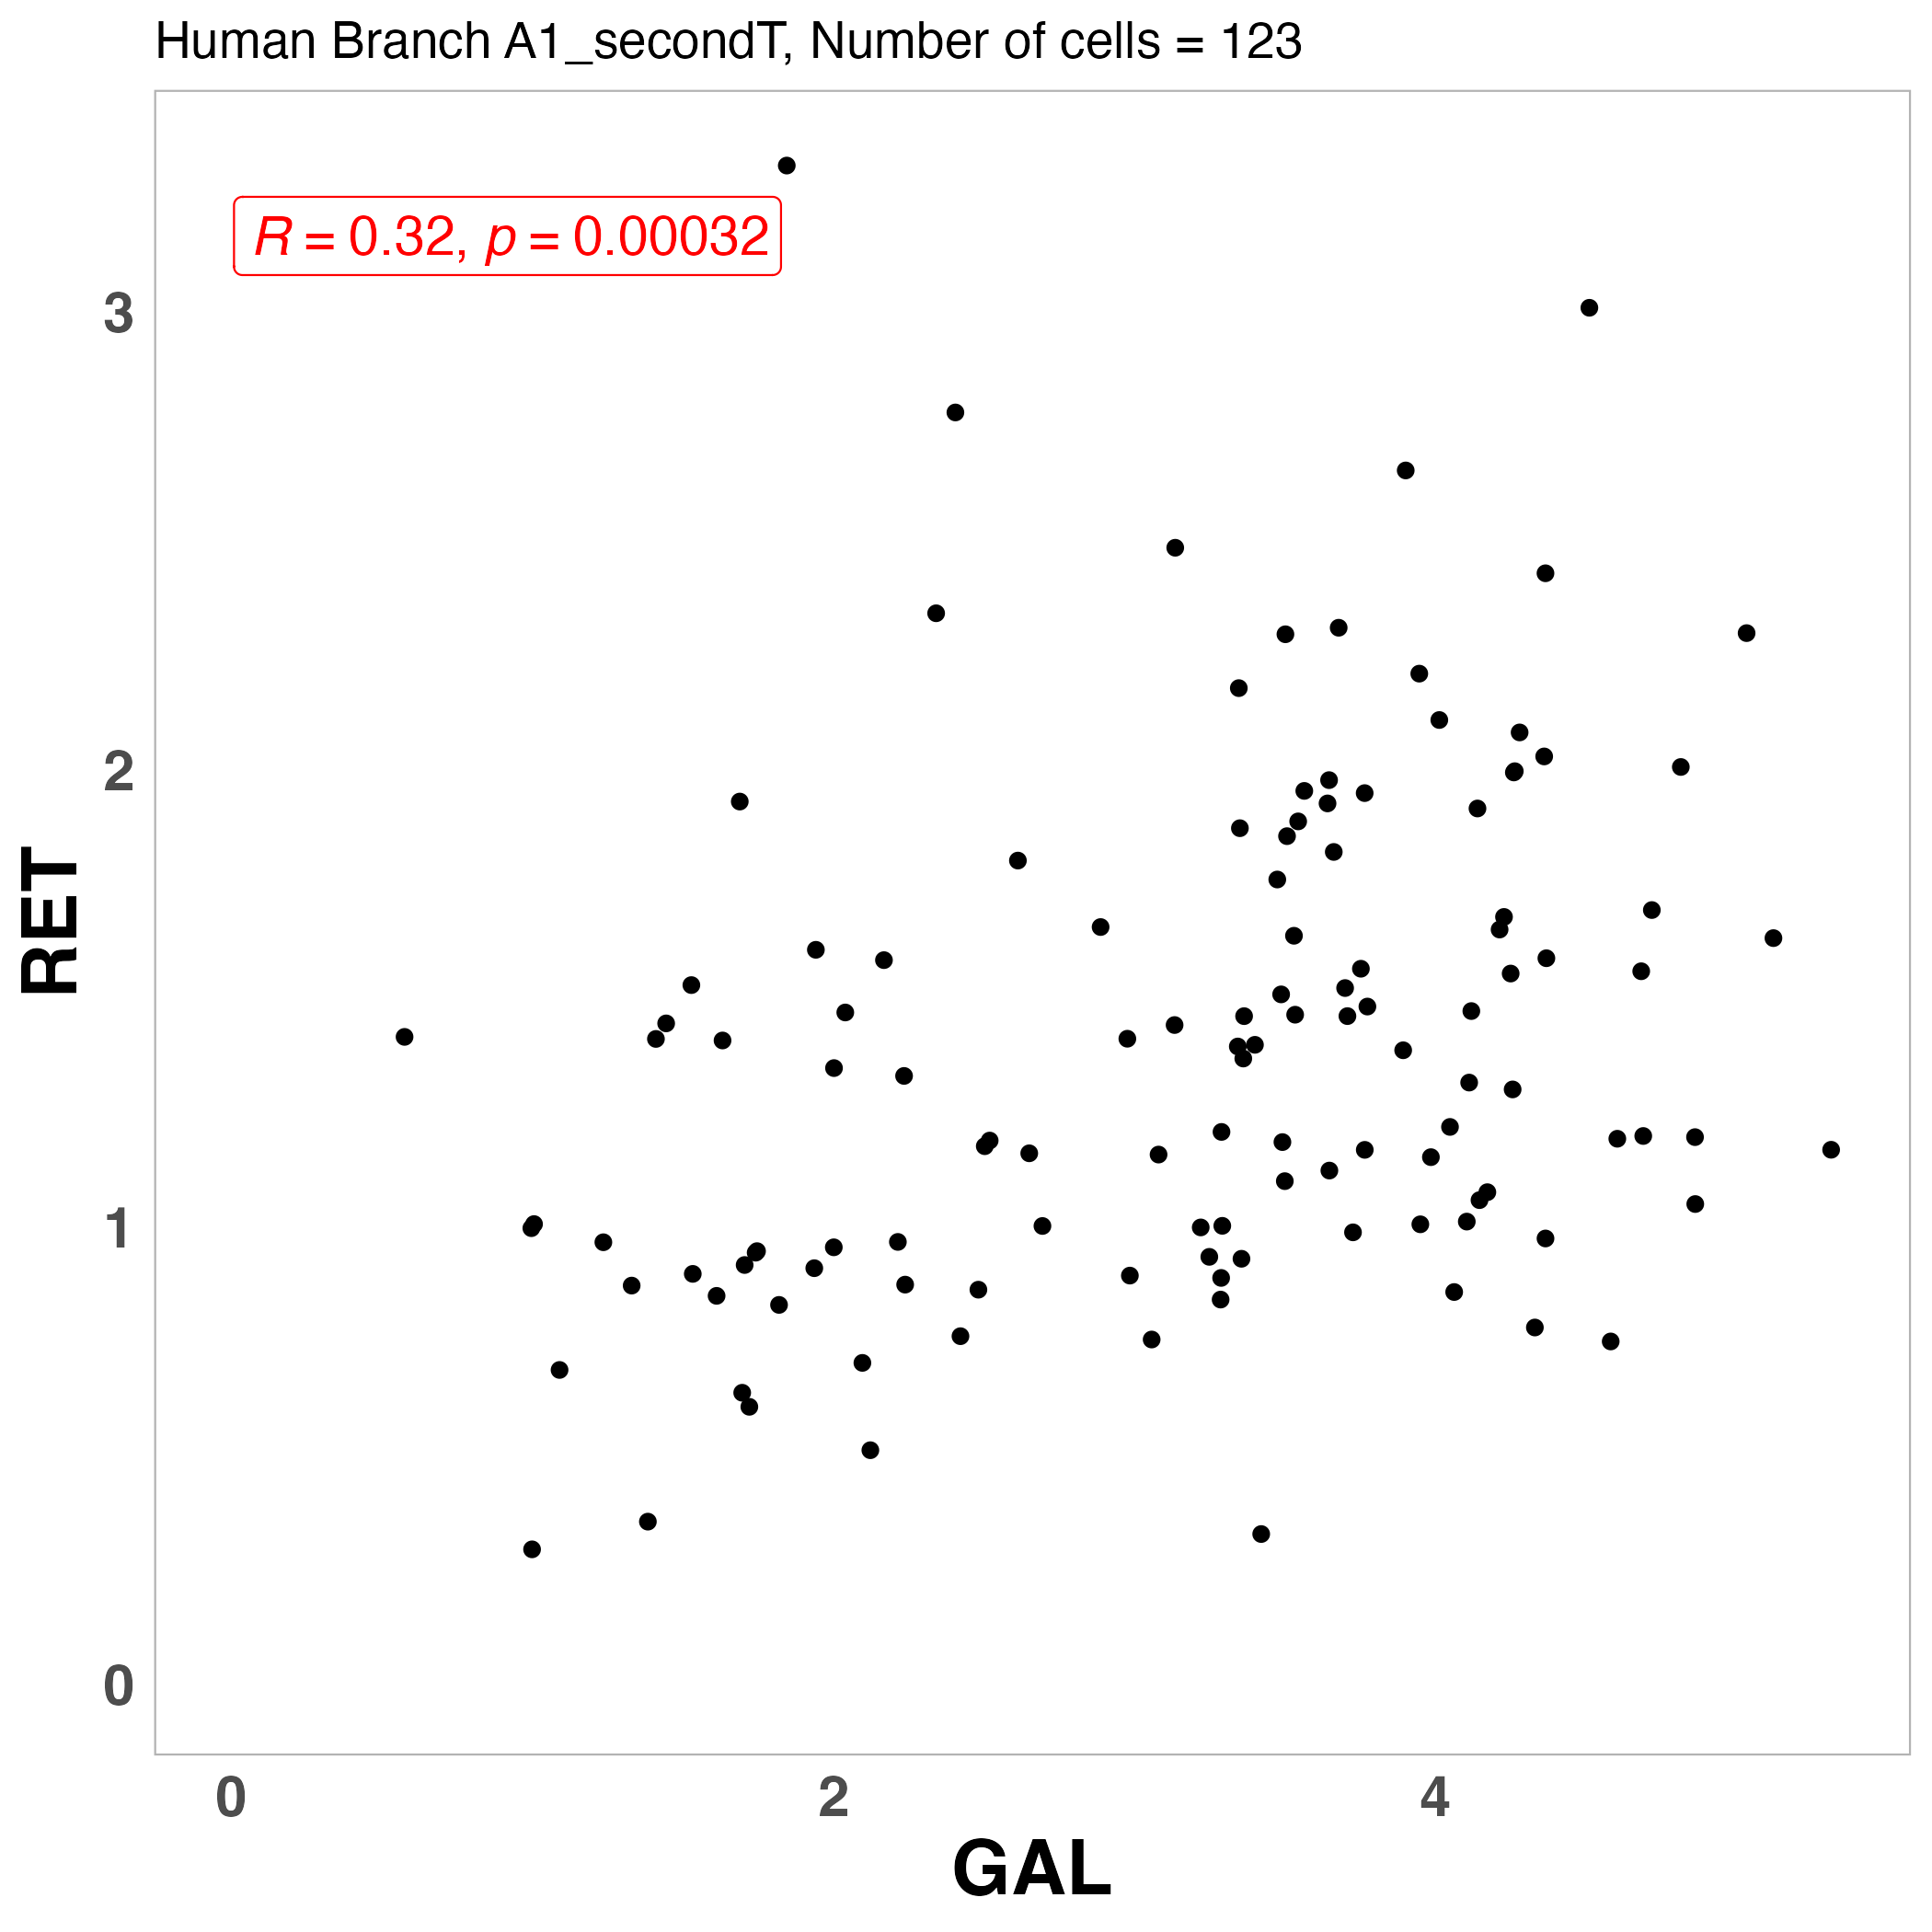 Human Branch A1_secondT, Number of cells = 123
R = 0.32, p = 0.00032
3
2
1
0
RET
0 2 4
GAL